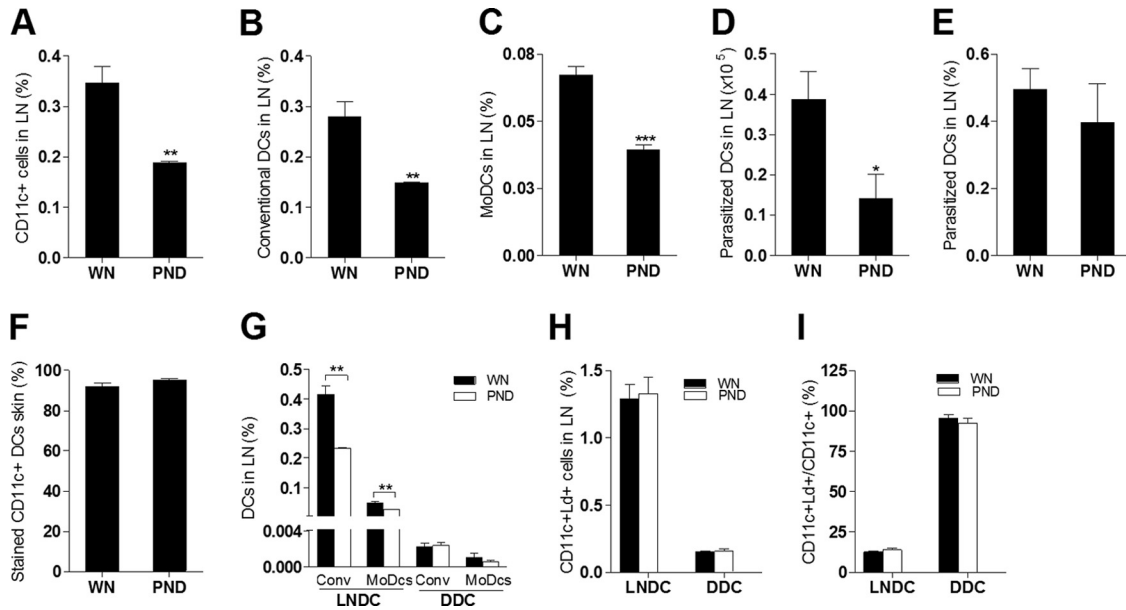 A
CD11c+ cells in LN (%)
0.4
0.3
0.2
0.1
0.0
**
WN PND
B
Conventional DCs in LN (%)
0.4
0.3
0.2
0.1
0.0
**
WN PND
C
MoDCs in LN (%)
0.08
0.05
0.03
0.00
***
WN PND
D
Parasitized DCs in LN (x10 5)
0.5
0.4
0.3
0.2
0.1
0.0
*
WN PND
E
Parasitized DCs in LN (%)
0.6
0.4
0.2
0.0
WN PND
F
Stained CD11c+ DCs skin (%)
100
80
60
40
20
0
WN PND
G
DCs in LN (%)
0.5
0.4
0.3
0.2
0.1
0.004
0.000
WN
PND
**
**
Conv MoDcs Conv MoDcs
LNDC DDC
H
CD11c+Ld+ cells in LN (%)
1.5
1.0
0.5
0.0
WN
PND
LNDC DDC
I
CD11c+Ld+/CD11c+ (%)
125
100
75
50
25
0
WN
PND
LNDC DDC